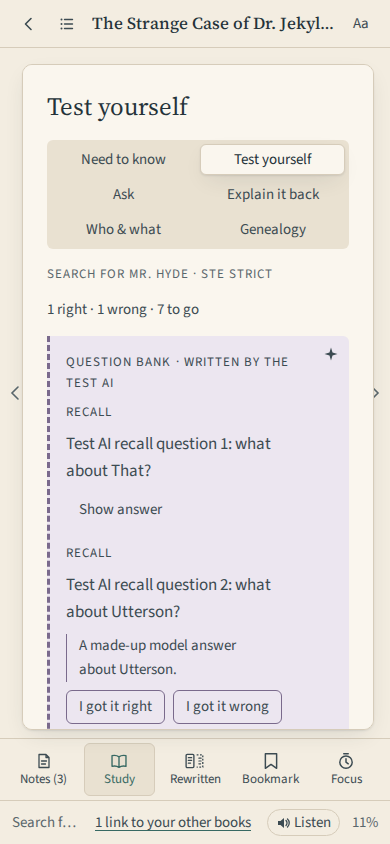 The Strange Case of Dr. Jekyl...
Aa
Test yourself
Need to know
Test yourself
Ask
Explain it back
Who & what
Genealogy
SEARCH FOR MR. HYDE · STE STRICT
1 right · 1 wrong · 7 to go
QUESTION BANK · WRITTEN BY THE
TEST AI
RECALL
Test AI recall question 1: what
about That?
Show answer
RECALL
Test AI recall question 2: what
about Utterson?
A made-up model answer
about Utterson.
I got it right
I got it wrong
Notes (3)
Study
Rewritten
Bookmark
Focus
Search f...
1 link to your other books
Listen
11%